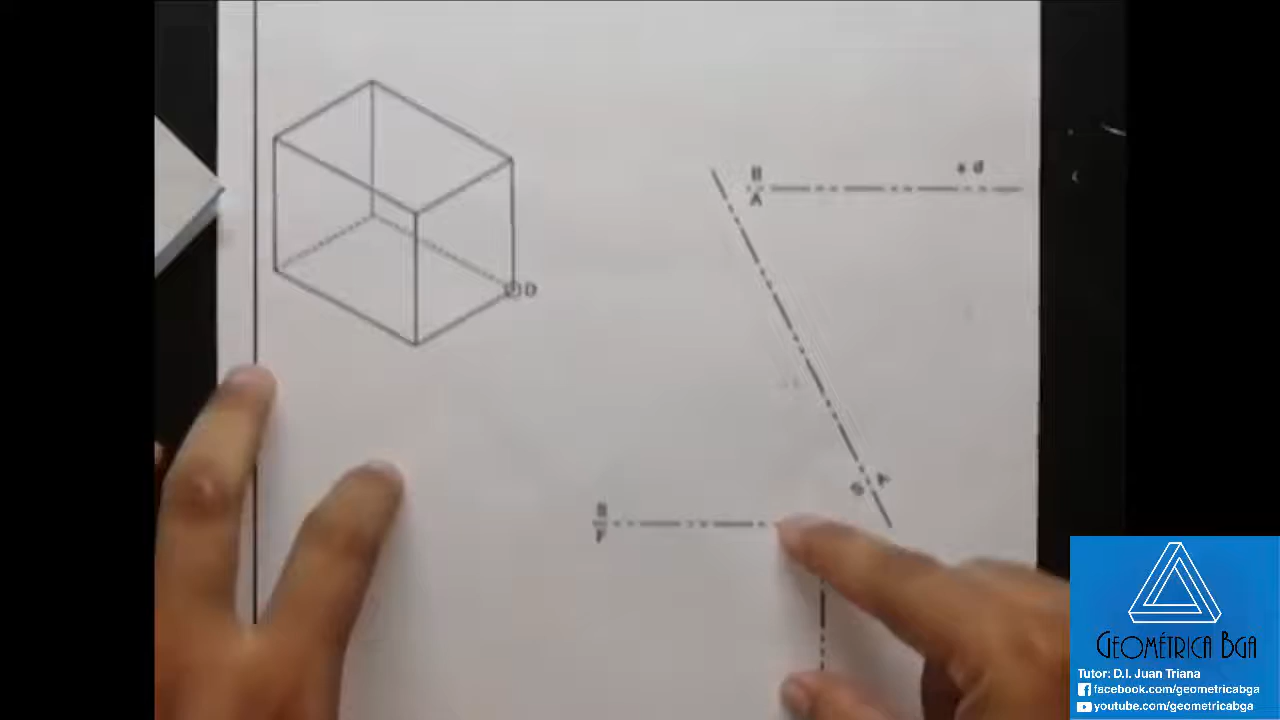 D
B
A
d
S
A
S
F
GEOMÉTRICA BGA
Tutor: D.I. Juan Triana
facebook.com/geometricabga
youtube.com/geometricabga